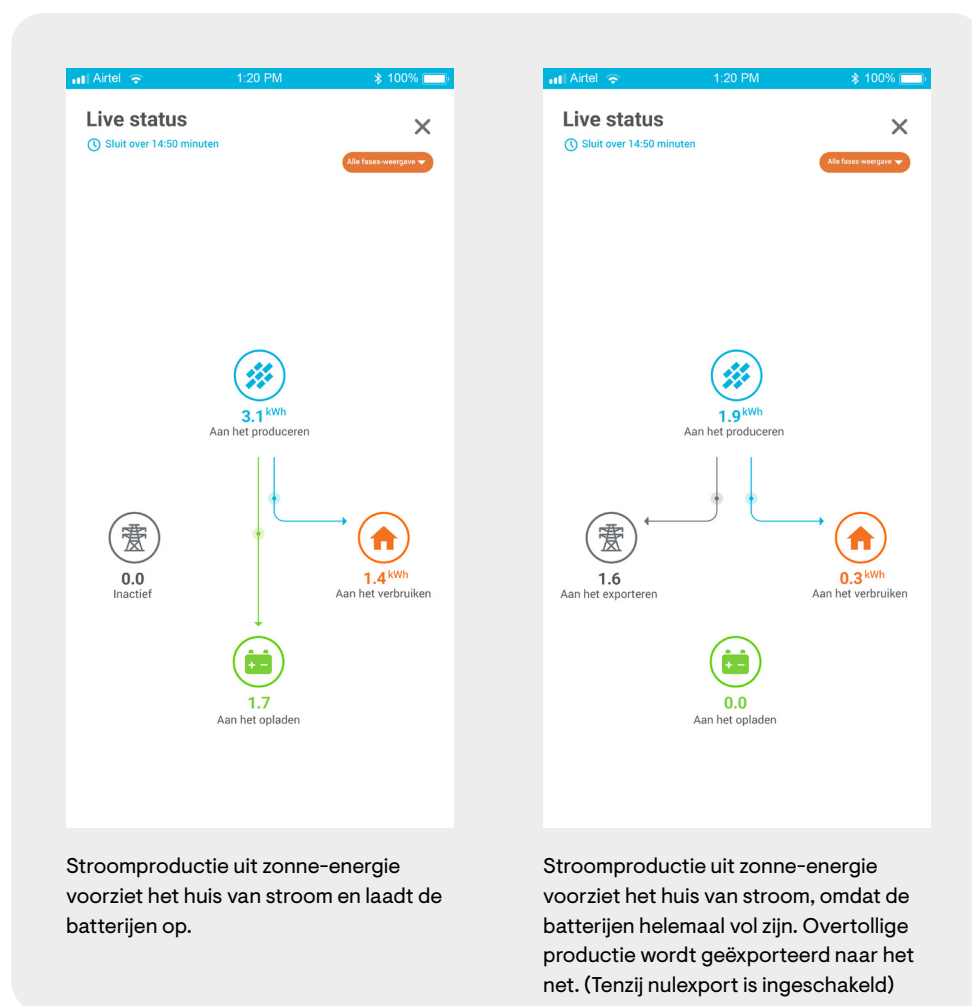 Airtel 1:20 PM 100%
Live status
Sluit over 14:50 minuten
Alle fases-weergave
3.1 kWh
Aan het produceren
0.0
Inactief
1.4 kWh
Aan het verbruiken
1.7
Aan het opladen
Stroomproductie uit zonne-energie
voorziet het huis van stroom en laadt de
batterijen op.
Airtel 1:20 PM 100%
Live status
Sluit over 14:50 minuten
Alle fases-weergave
1.9 kWh
Aan het produceren
1.6
Aan het exporteren
0.3 kWh
Aan het verbruiken
0.0
Aan het opladen
Stroomproductie uit zonne-energie
voorziet het huis van stroom, omdat de
batterijen helemaal vol zijn. Overtollige
productie wordt geëxporteerd naar het
net. (Tenzij nulexport is ingeschakeld)